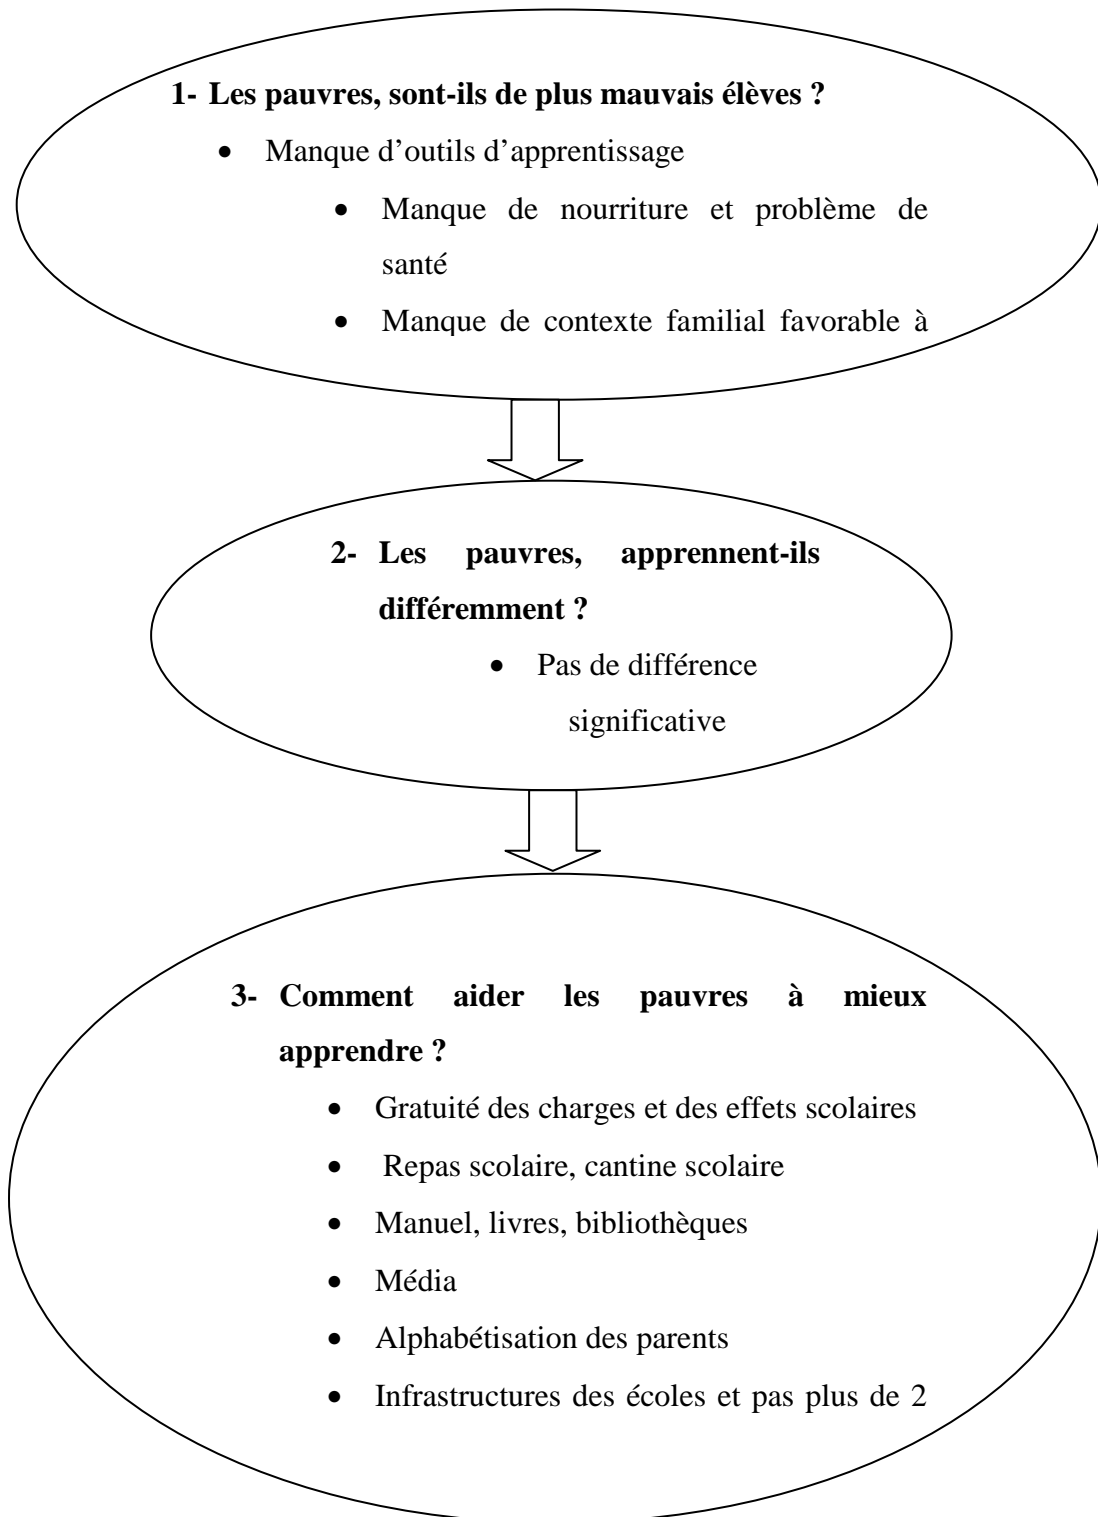 1- Les pauvres, sont-ils de plus mauvais élèves ?
• Manque d’outils d’apprentissage
• Manque de nourriture et problème de
santé
• Manque de contexte familial favorable à
2- Les pauvres, apprennent-ils
différemment ?
• Pas de différence
significative
3- Comment aider les pauvres à mieux
apprendre ?
• Gratuité des charges et des effets scolaires
• Repas scolaire, cantine scolaire
• Manuel, livres, bibliothèques
• Média
• Alphabétisation des parents
• Infrastructures des écoles et pas plus de 2